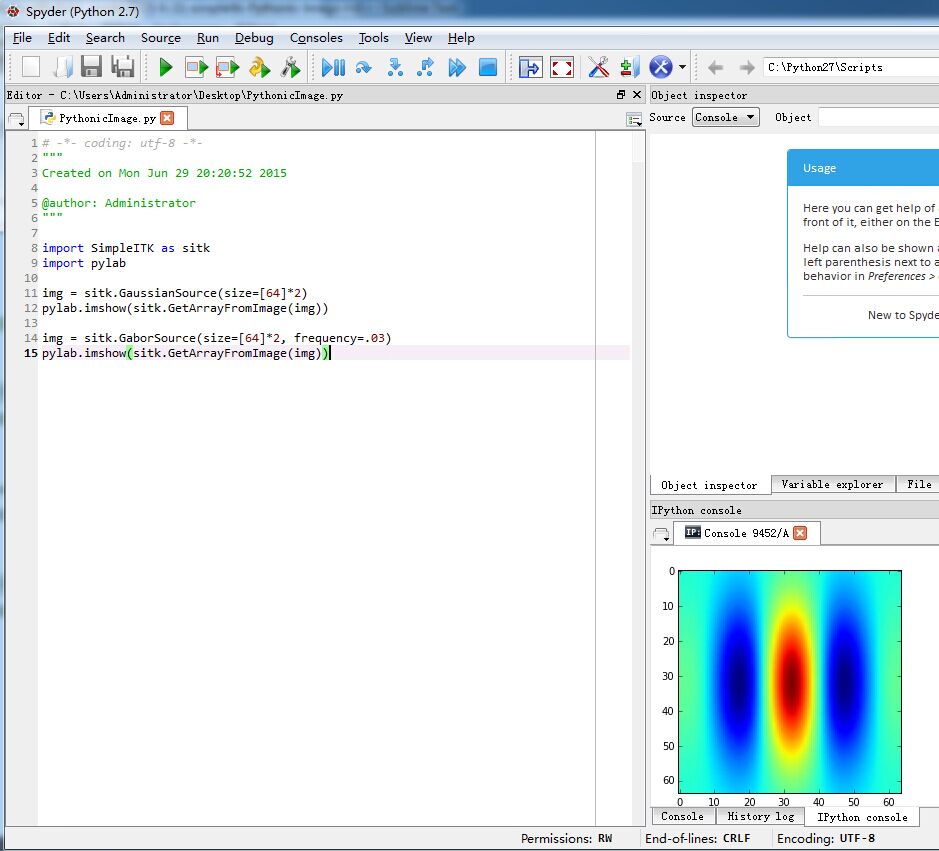 Spyder (Python 2.7)
File Edit Search Source Run Debug Consoles Tools View Help
C:\Python27\Scripts
Editor - C:\Users\Administrator\Desktop\PythonicImage.py
PythonicImage.py
1 # -*- coding: utf-8 -*-
2 """
3 Created on Mon Jun 29 20:20:52 2015
4
5 @author: Administrator
6 """
7
8 import SimpleITK as sitk
9 import pylab
10
11 img = sitk.GaussianSource(size=[64]*2)
12 pylab.imshow(sitk.GetArrayFromImage(img))
13
14 img = sitk.GaborSource(size=[64]*2, frequency=.03)
15 pylab.imshow(sitk.GetArrayFromImage(img))
Object inspector
Source Console Object
Usage
Here you can get help of
front of it, either on the E
Help can also be shown a
left parenthesis next to a
behavior in Preferences >
New to Spyde
Object inspector Variable explorer File
IPython console
IP: Console 9452/A
0
10
20
30
40
50
60
0 10 20 30 40 50 60
Console History log IPython console
Permissions: RW End-of-lines: CRLF Encoding: UTF-8